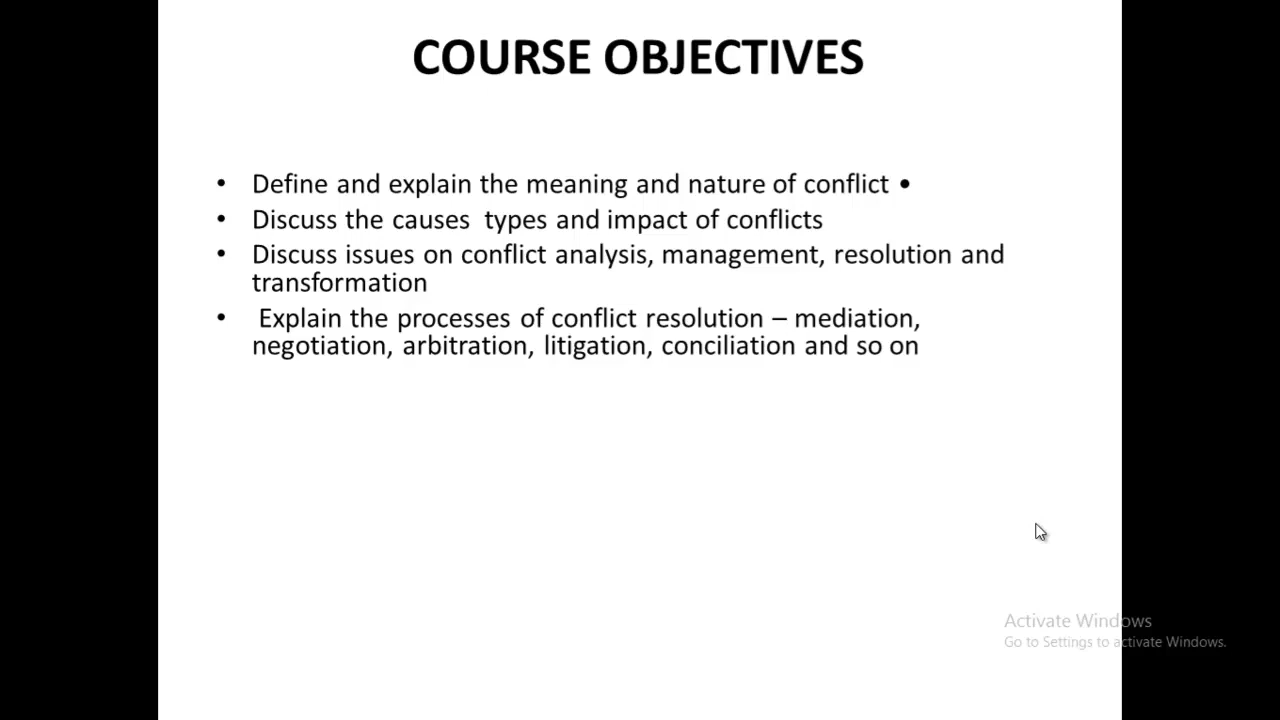 COURSE OBJECTIVES
• Define and explain the meaning and nature of conflict •
• Discuss the causes  types and impact of conflicts
• Discuss issues on conflict analysis, management, resolution and
transformation
•  Explain the processes of conflict resolution – mediation,
negotiation, arbitration, litigation, conciliation and so on
Activate Windows
Go to Settings to activate Windows.